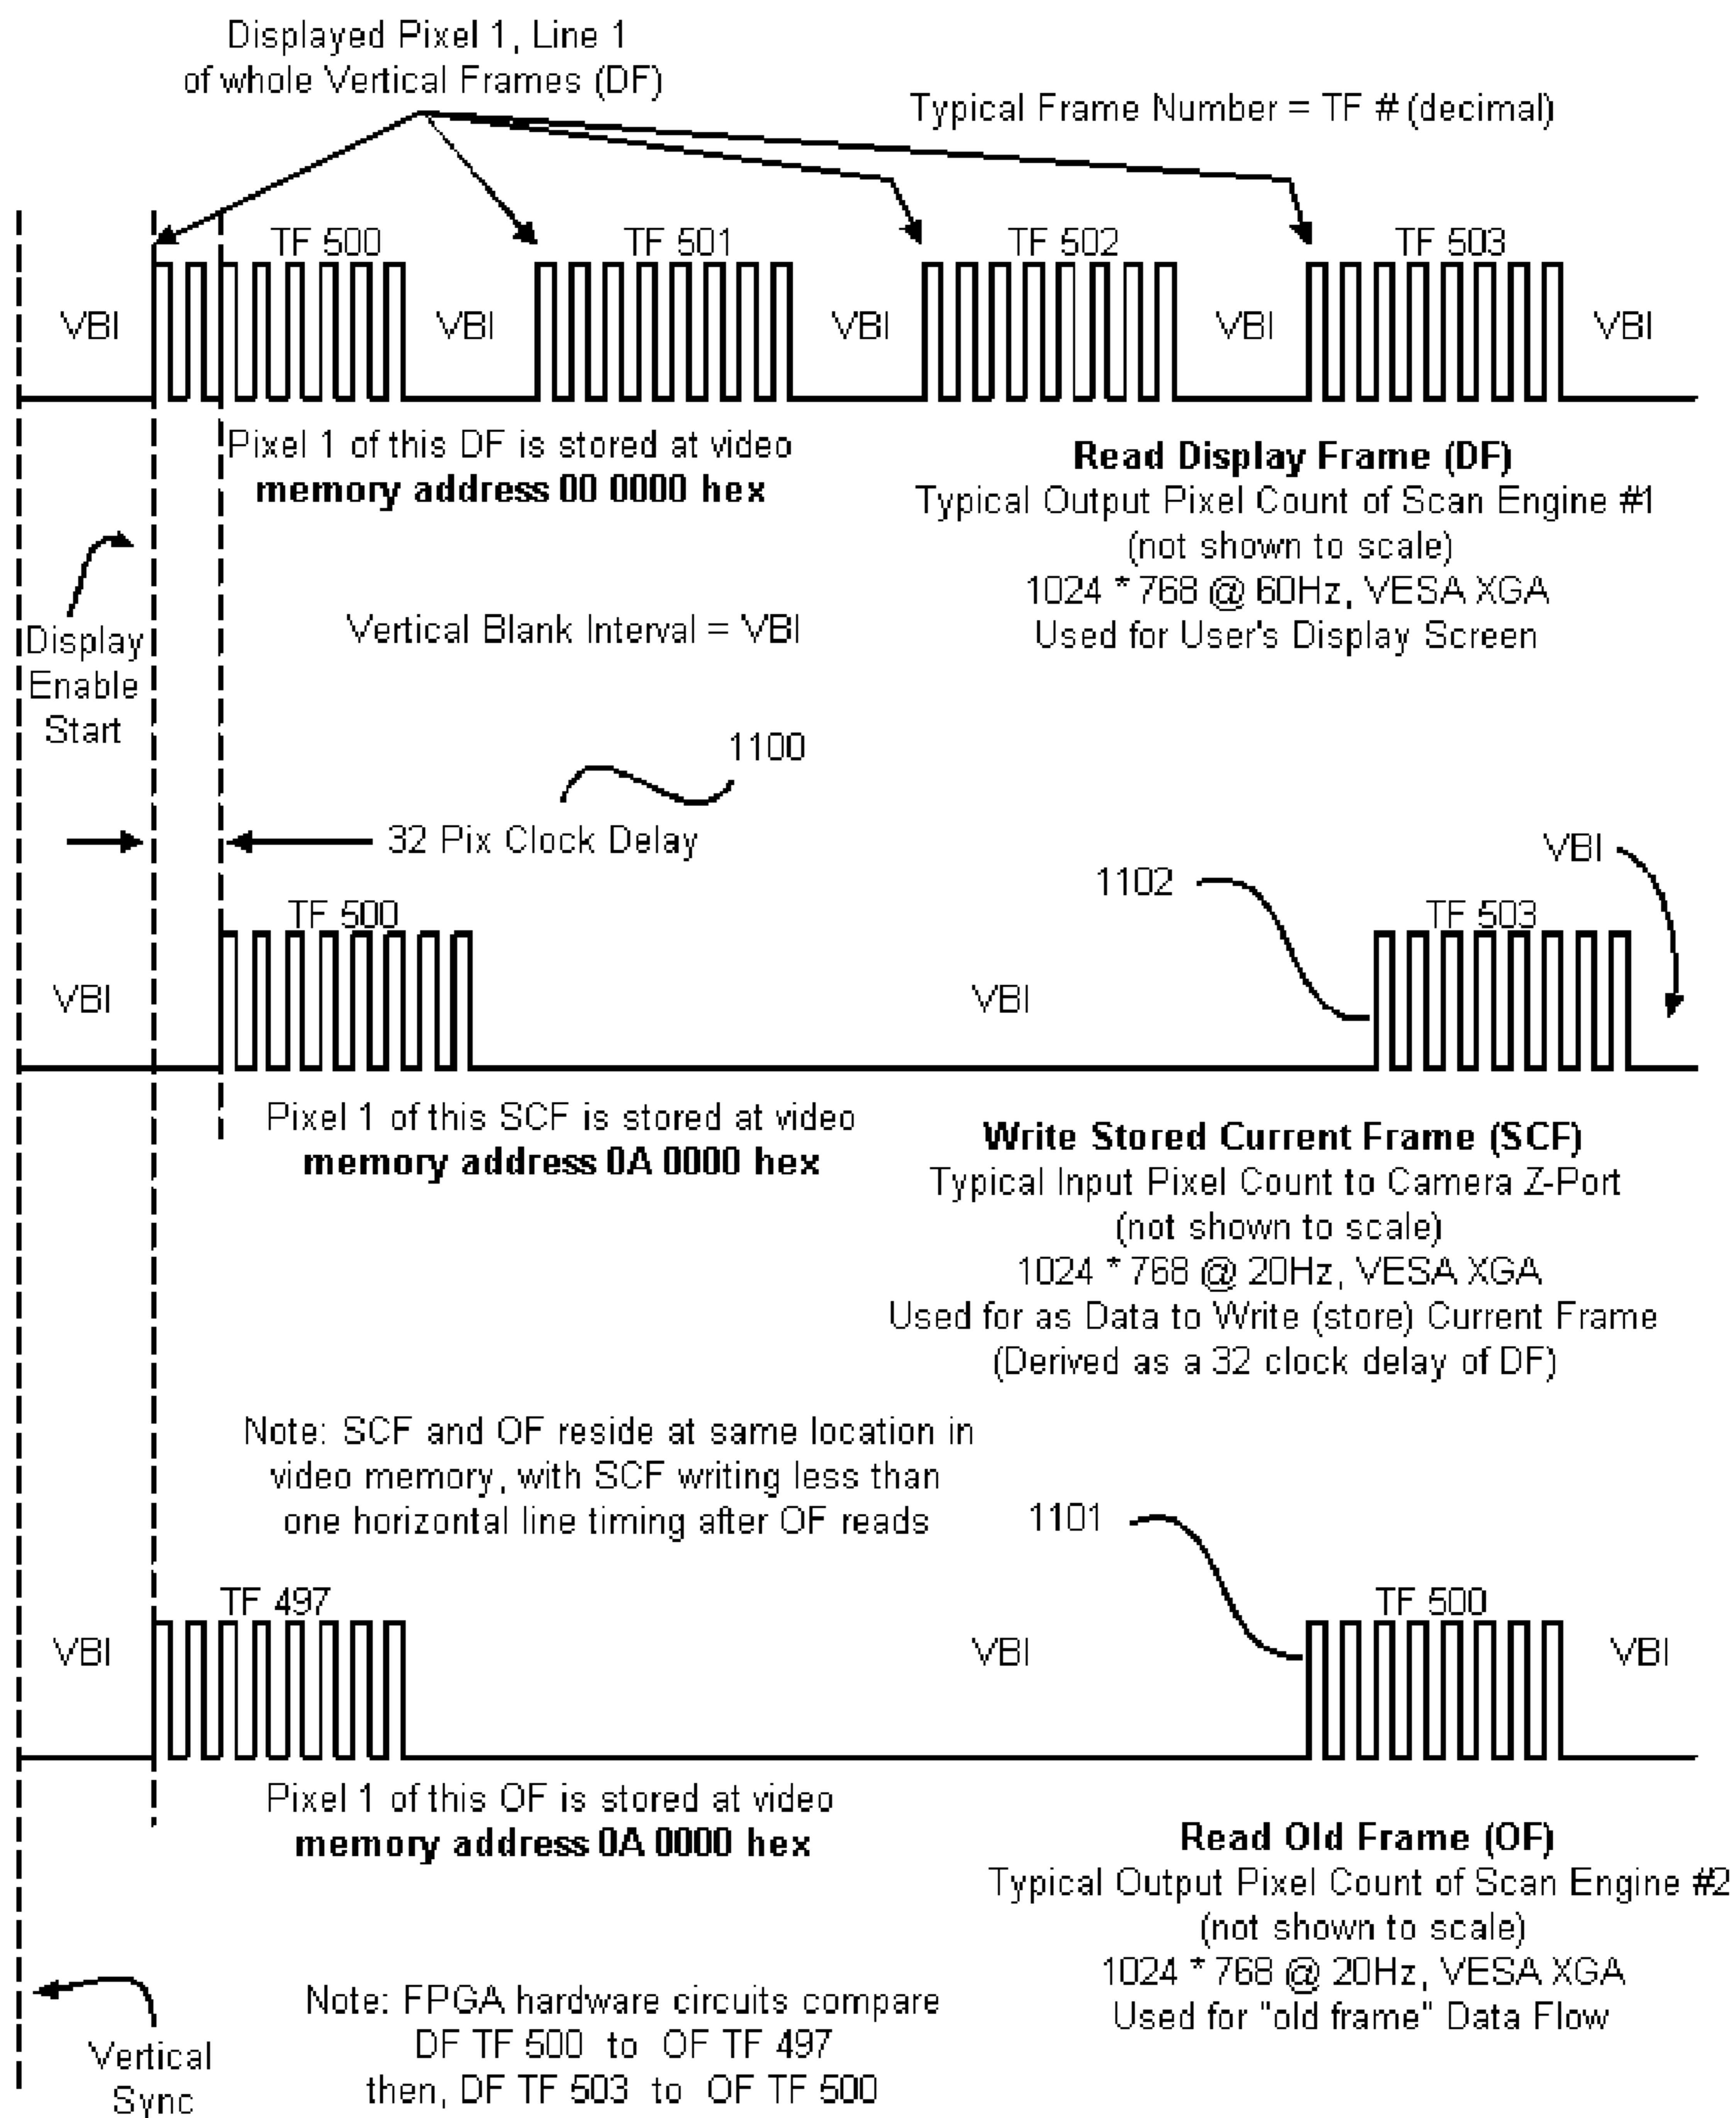 Displayed Pixel 1, Line 1
of whole Vertical Frames (DF)
Typical Frame Number = TF # (decimal)
TF 500
TF 501
TF 502
TF 503
VBI
VBI
VBI
VBI
VBI
Pixel 1 of this DF is stored at video
memory address 00 0000 hex
Read Display Frame (DF)
Typical Output Pixel Count of Scan Engine #1
(not shown to scale)
1024 * 768 @ 60Hz, VESA XGA
Used for User's Display Screen
Display
Enable
Start
Vertical Blank Interval = VBI
1100
32 Pix Clock Delay
VBI
1102
TF 500
TF 503
VBI
VBI
Pixel 1 of this SCF is stored at video
memory address 0A 0000 hex
Write Stored Current Frame (SCF)
Typical Input Pixel Count to Camera Z-Port
(not shown to scale)
1024 * 768 @ 20Hz, VESA XGA
Used for as Data to Write (store) Current Frame
(Derived as a 32 clock delay of DF)
Note: SCF and OF reside at same location in
video memory, with SCF writing less than
one horizontal line timing after OF reads
1101
TF 497
TF 500
VBI
VBI
VBI
Pixel 1 of this OF is stored at video
memory address 0A 0000 hex
Read Old Frame (OF)
Typical Output Pixel Count of Scan Engine #2
(not shown to scale)
1024 * 768 @ 20Hz, VESA XGA
Used for "old frame" Data Flow
Vertical
Sync
Note: FPGA hardware circuits compare
DF TF 500 to OF TF 497
then, DF TF 503 to OF TF 500